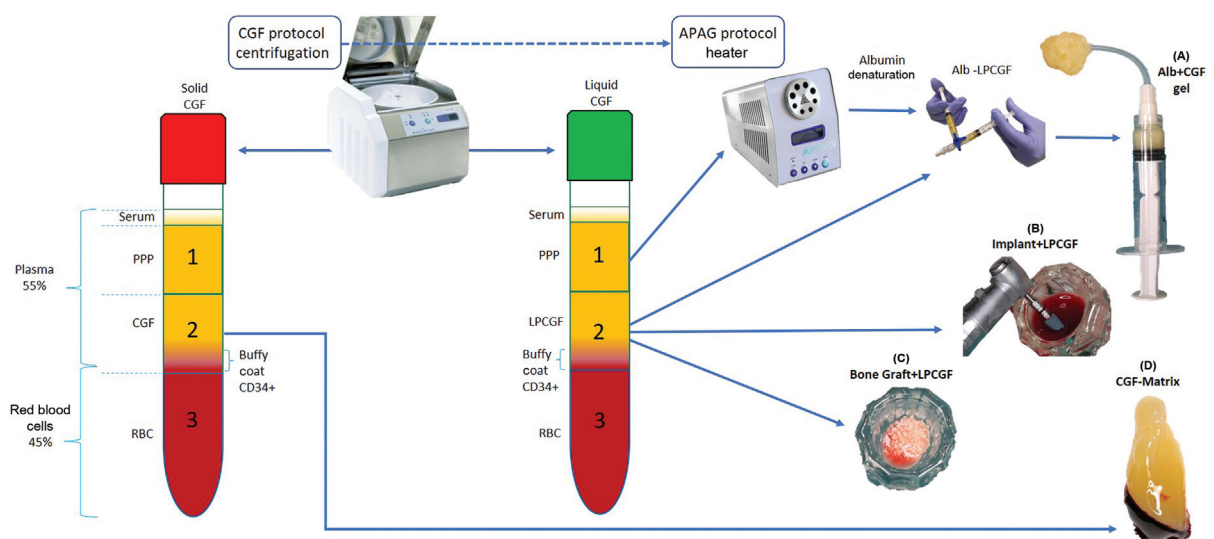 CGF protocol
centrifugation
APAG protocol
heater
Solid
CGF
Liquid
CGF
Albumin
denaturation
Alb -LPCGF
(A)
Alb+CGF
gel
Serum
PPP
1
Plasma
55%
CGF
2
Buffy
coat
CD34+
Red blood
cells
45%
RBC
3
Serum
PPP
1
LPCGF
2
Buffy
coat
CD34+
RBC
3
(B)
Implant+LPCGF
(C)
Bone Graft+LPCGF
(D)
CGF-Matrix